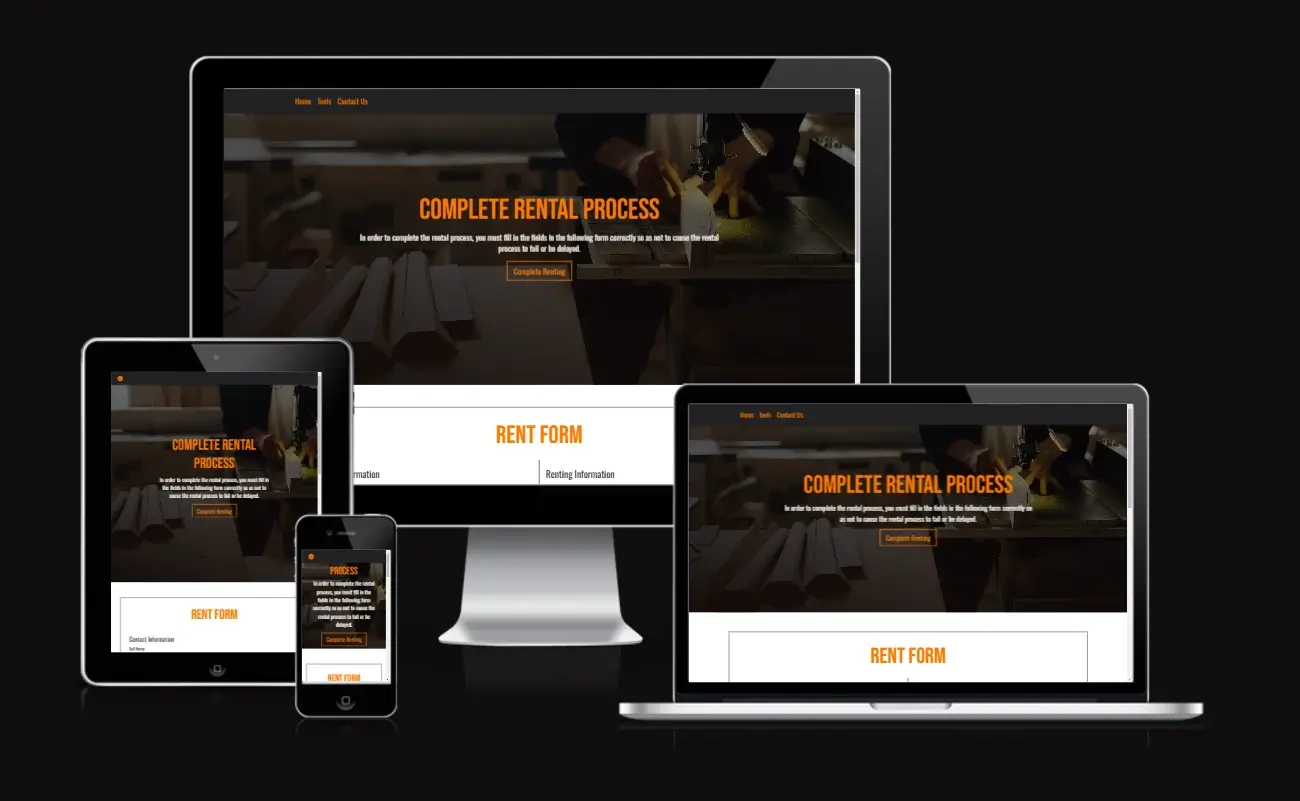 Home Tools Contact Us
COMPLETE RENTAL PROCESS
In order to complete the rental process, you must fill in the fields in the following form correctly so as not to cause the rental
process to fail or be delayed.
Complete Renting
RENT FORM
rmation
Renting Information
COMPLETE RENTAL
PROCESS
In order to complete the rental process, you must fill in
the fields in the following form correctly so as not to
cause the rental process to fail or be delayed.
Complete Renting
RENT FORM
Contact Information
Full Name
PROCESS
In order to complete the rental
process, you must fill in the
fields in the following form
correctly so as not to cause the
rental process to fail or be
delayed.
Complete Renting
RENT FORM
Home Tools Contact Us
COMPLETE RENTAL PROCESS
In order to complete the rental process, you must fill in the fields in the following form correctly so
as not to cause the rental process to fail or be delayed.
Complete Renting
RENT FORM